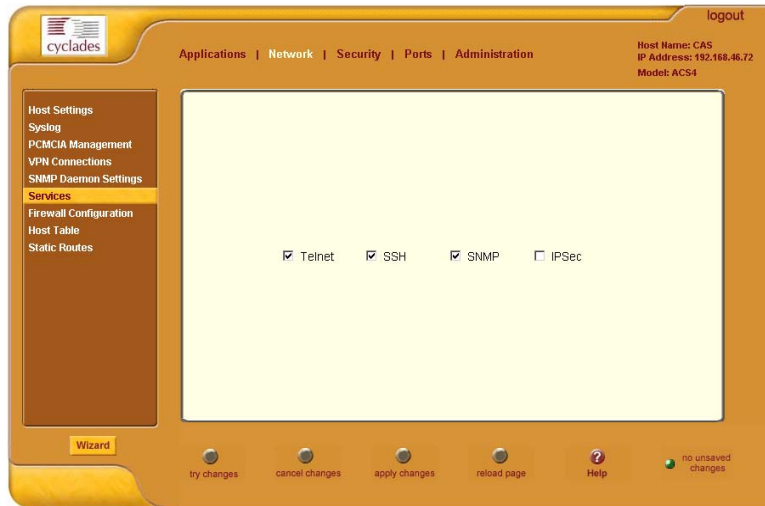 logout
cyclades
Applications | Network | Security | Ports | Administration
Host Name: CAS
IP Address: 192.168.46.72
Model: ACS4
Host Settings
Syslog
PCMCIA Management
VPN Connections
SNMP Daemon Settings
Services
Firewall Configuration
Host Table
Static Routes
Telnet SSH SNMP IPSec
Wizard
try changes cancel changes apply changes reload page ? Help no unsaved
changes